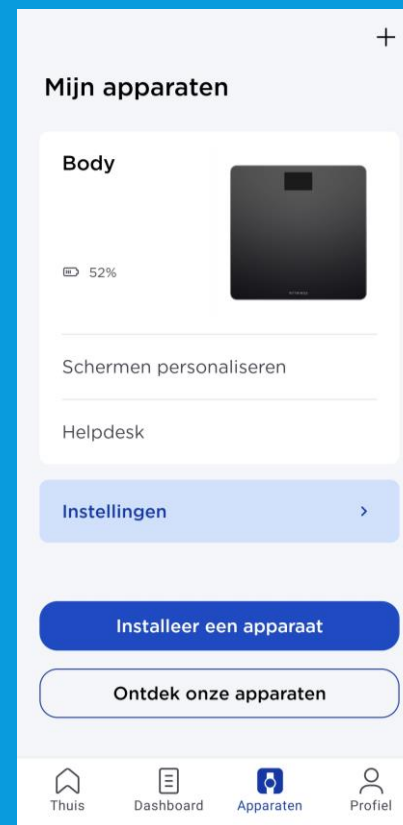 Mijn apparaten
Body
52%
Schermen personaliseren
Helpdesk
Instellingen
Installeer een apparaat
Ontdek onze apparaten
Thuis
Dashboard
Apparaten
Profiel